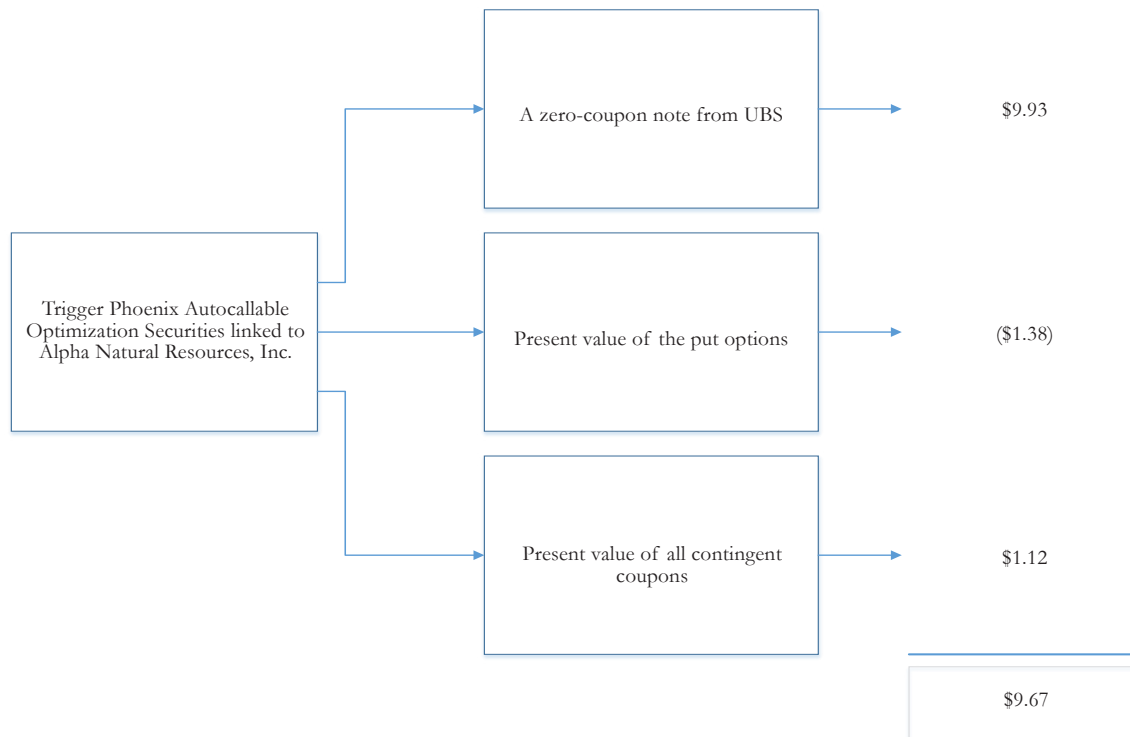 A zero-coupon note from UBS
$9.93
Trigger Phoenix Autocallable
Optimization Securities linked to
Alpha Natural Resources, Inc.
Present value of the put options
($1.38)
Present value of all contingent
coupons
$1.12
$9.67